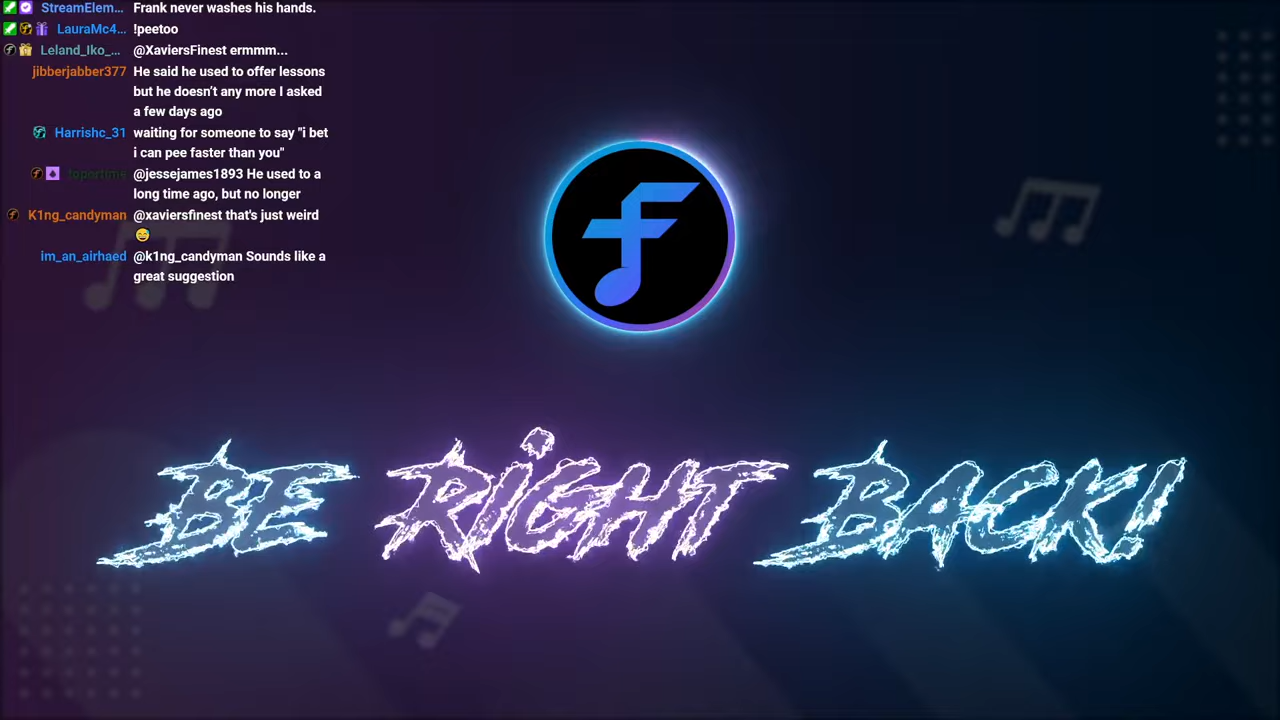 StreamElem... Frank never washes his hands.
LauraMc4... !peetoo
Leland_Iko_... @XaviersFinest ermmm...
jibberjabber377 He said he used to offer lessons
but he doesn't any more I asked
a few days ago
Harrishc_31 waiting for someone to say "i bet
i can pee faster than you"
@jessejames1893 He used to a
long time ago, but no longer
K1ng_candyman @xaviersfinest that's just weird
im_an_airhaed @k1ng_candyman Sounds like a
great suggestion
BE RIGHT BACK!